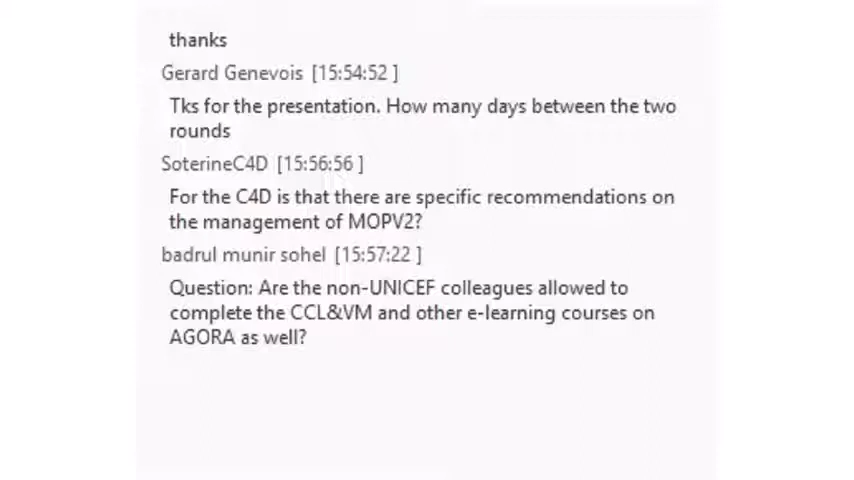 thanks
Gerard Genevois [15:54:52 ]
Tks for the presentation. How many days between the two
rounds
SoterineC4D [15:56:56 ]
For the C4D is that there are specific recommendations on
the management of MOPV2?
badrul munir sohel [15:57:22 ]
Question: Are the non-UNICEF colleagues allowed to
complete the CCL&VM and other e-learning courses on
AGORA as well?